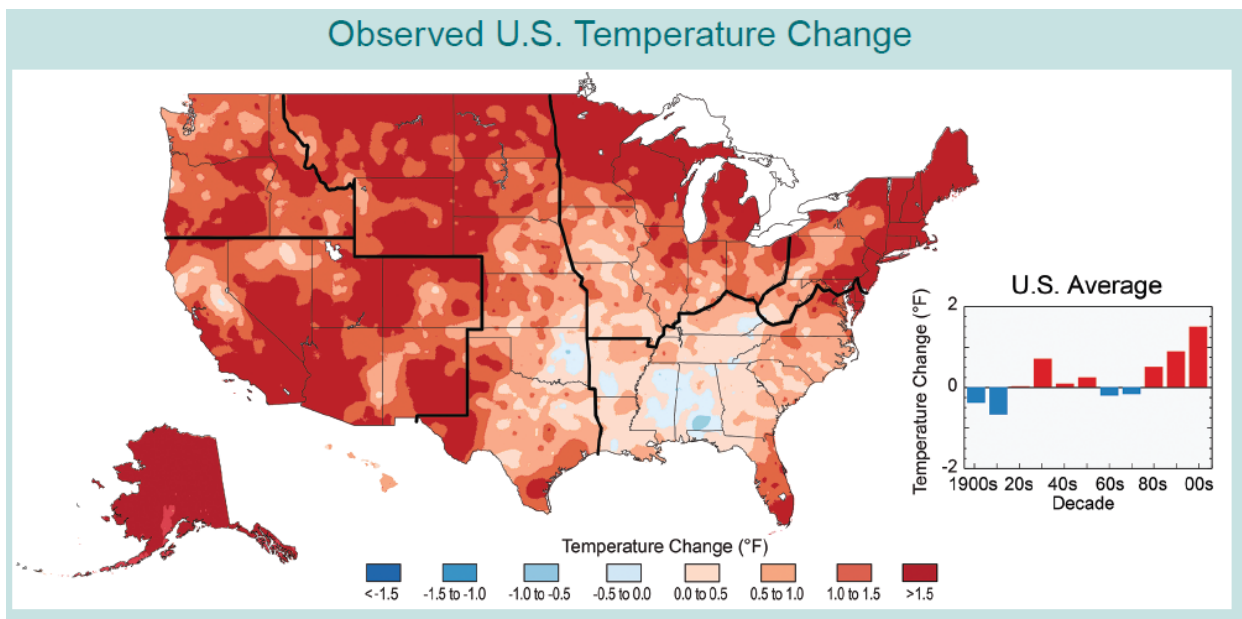 Observed U.S. Temperature Change
U.S. Average
Temperature Change (°F)
2
0
-2
1900s 20s 40s 60s 80s 00s
Decade
Temperature Change (°F)
<-1.5 -1.5 to -1.0 -1.0 to -0.5 -0.5 to 0.0 0.0 to 0.5 0.5 to 1.0 1.0 to 1.5 >1.5